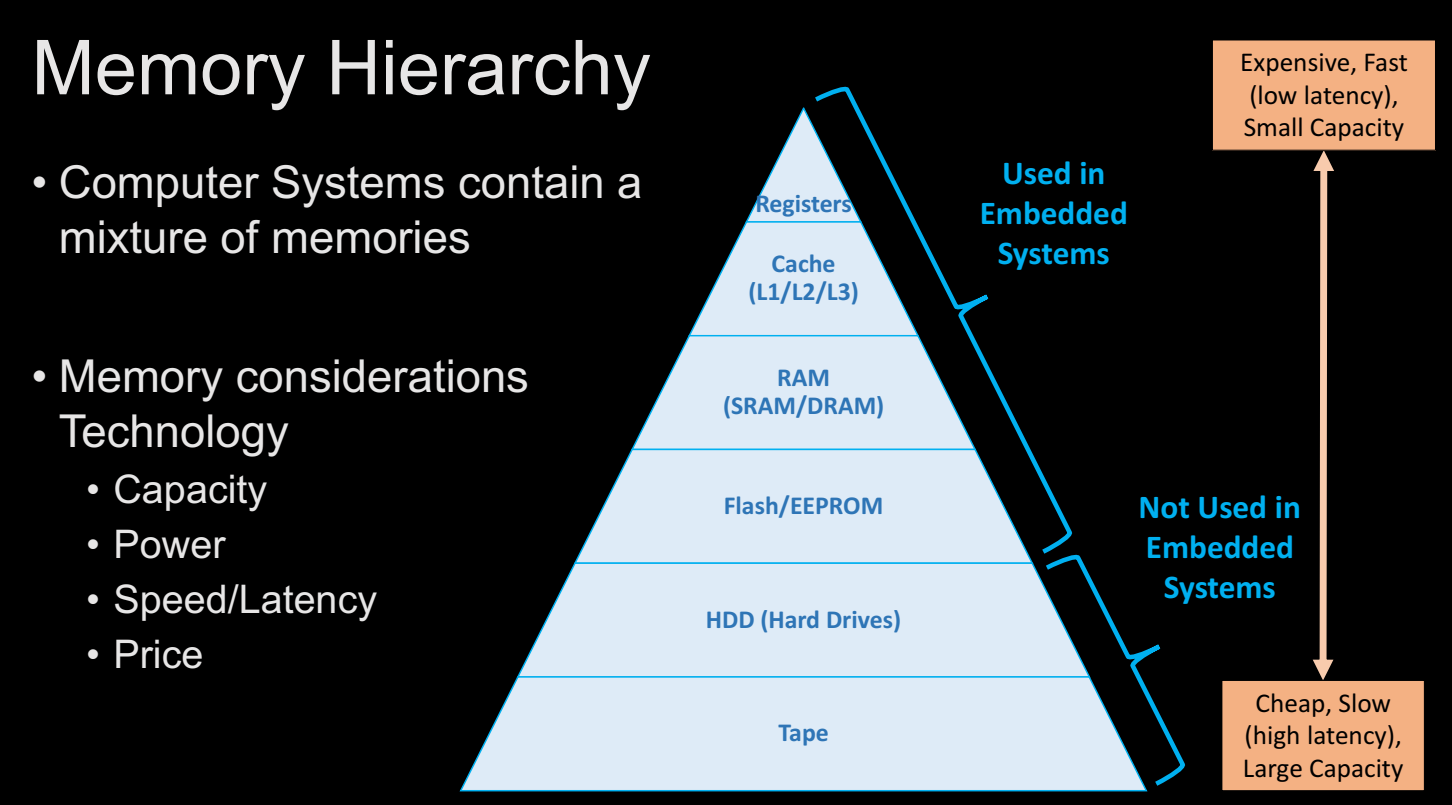 Memory Hierarchy
• Computer Systems contain a
mixture of memories
• Memory considerations
Technology
• Capacity
• Power
• Speed/Latency
• Price
Registers
Cache
(L1/L2/L3)
RAM
(SRAM/DRAM)
Flash/EEPROM
HDD (Hard Drives)
Tape
Used in
Embedded
Systems
Not Used in
Embedded
Systems
Expensive, Fast
(low latency),
Small Capacity
Cheap, Slow
(high latency),
Large Capacity